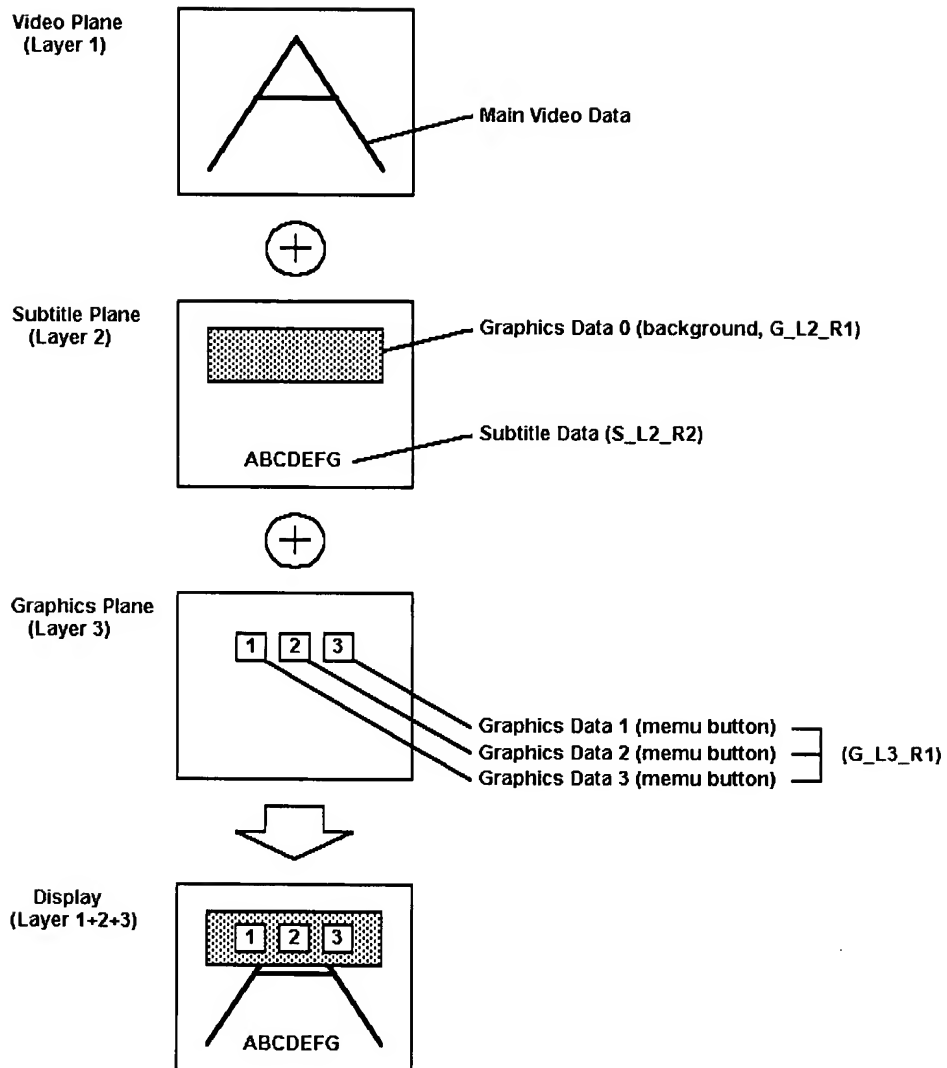 Video Plane
(Layer 1)
Main Video Data
Subtitle Plane
(Layer 2)
Graphics Data 0 (background, G_L2_R1)
Subtitle Data (S_L2_R2)
ABCDEFG
Graphics Plane
(Layer 3)
1 2 3
Graphics Data 1 (memu button)
Graphics Data 2 (memu button)
Graphics Data 3 (memu button)
(G_L3_R1)
Display
(Layer 1+2+3)
1 2 3
ABCDEFG